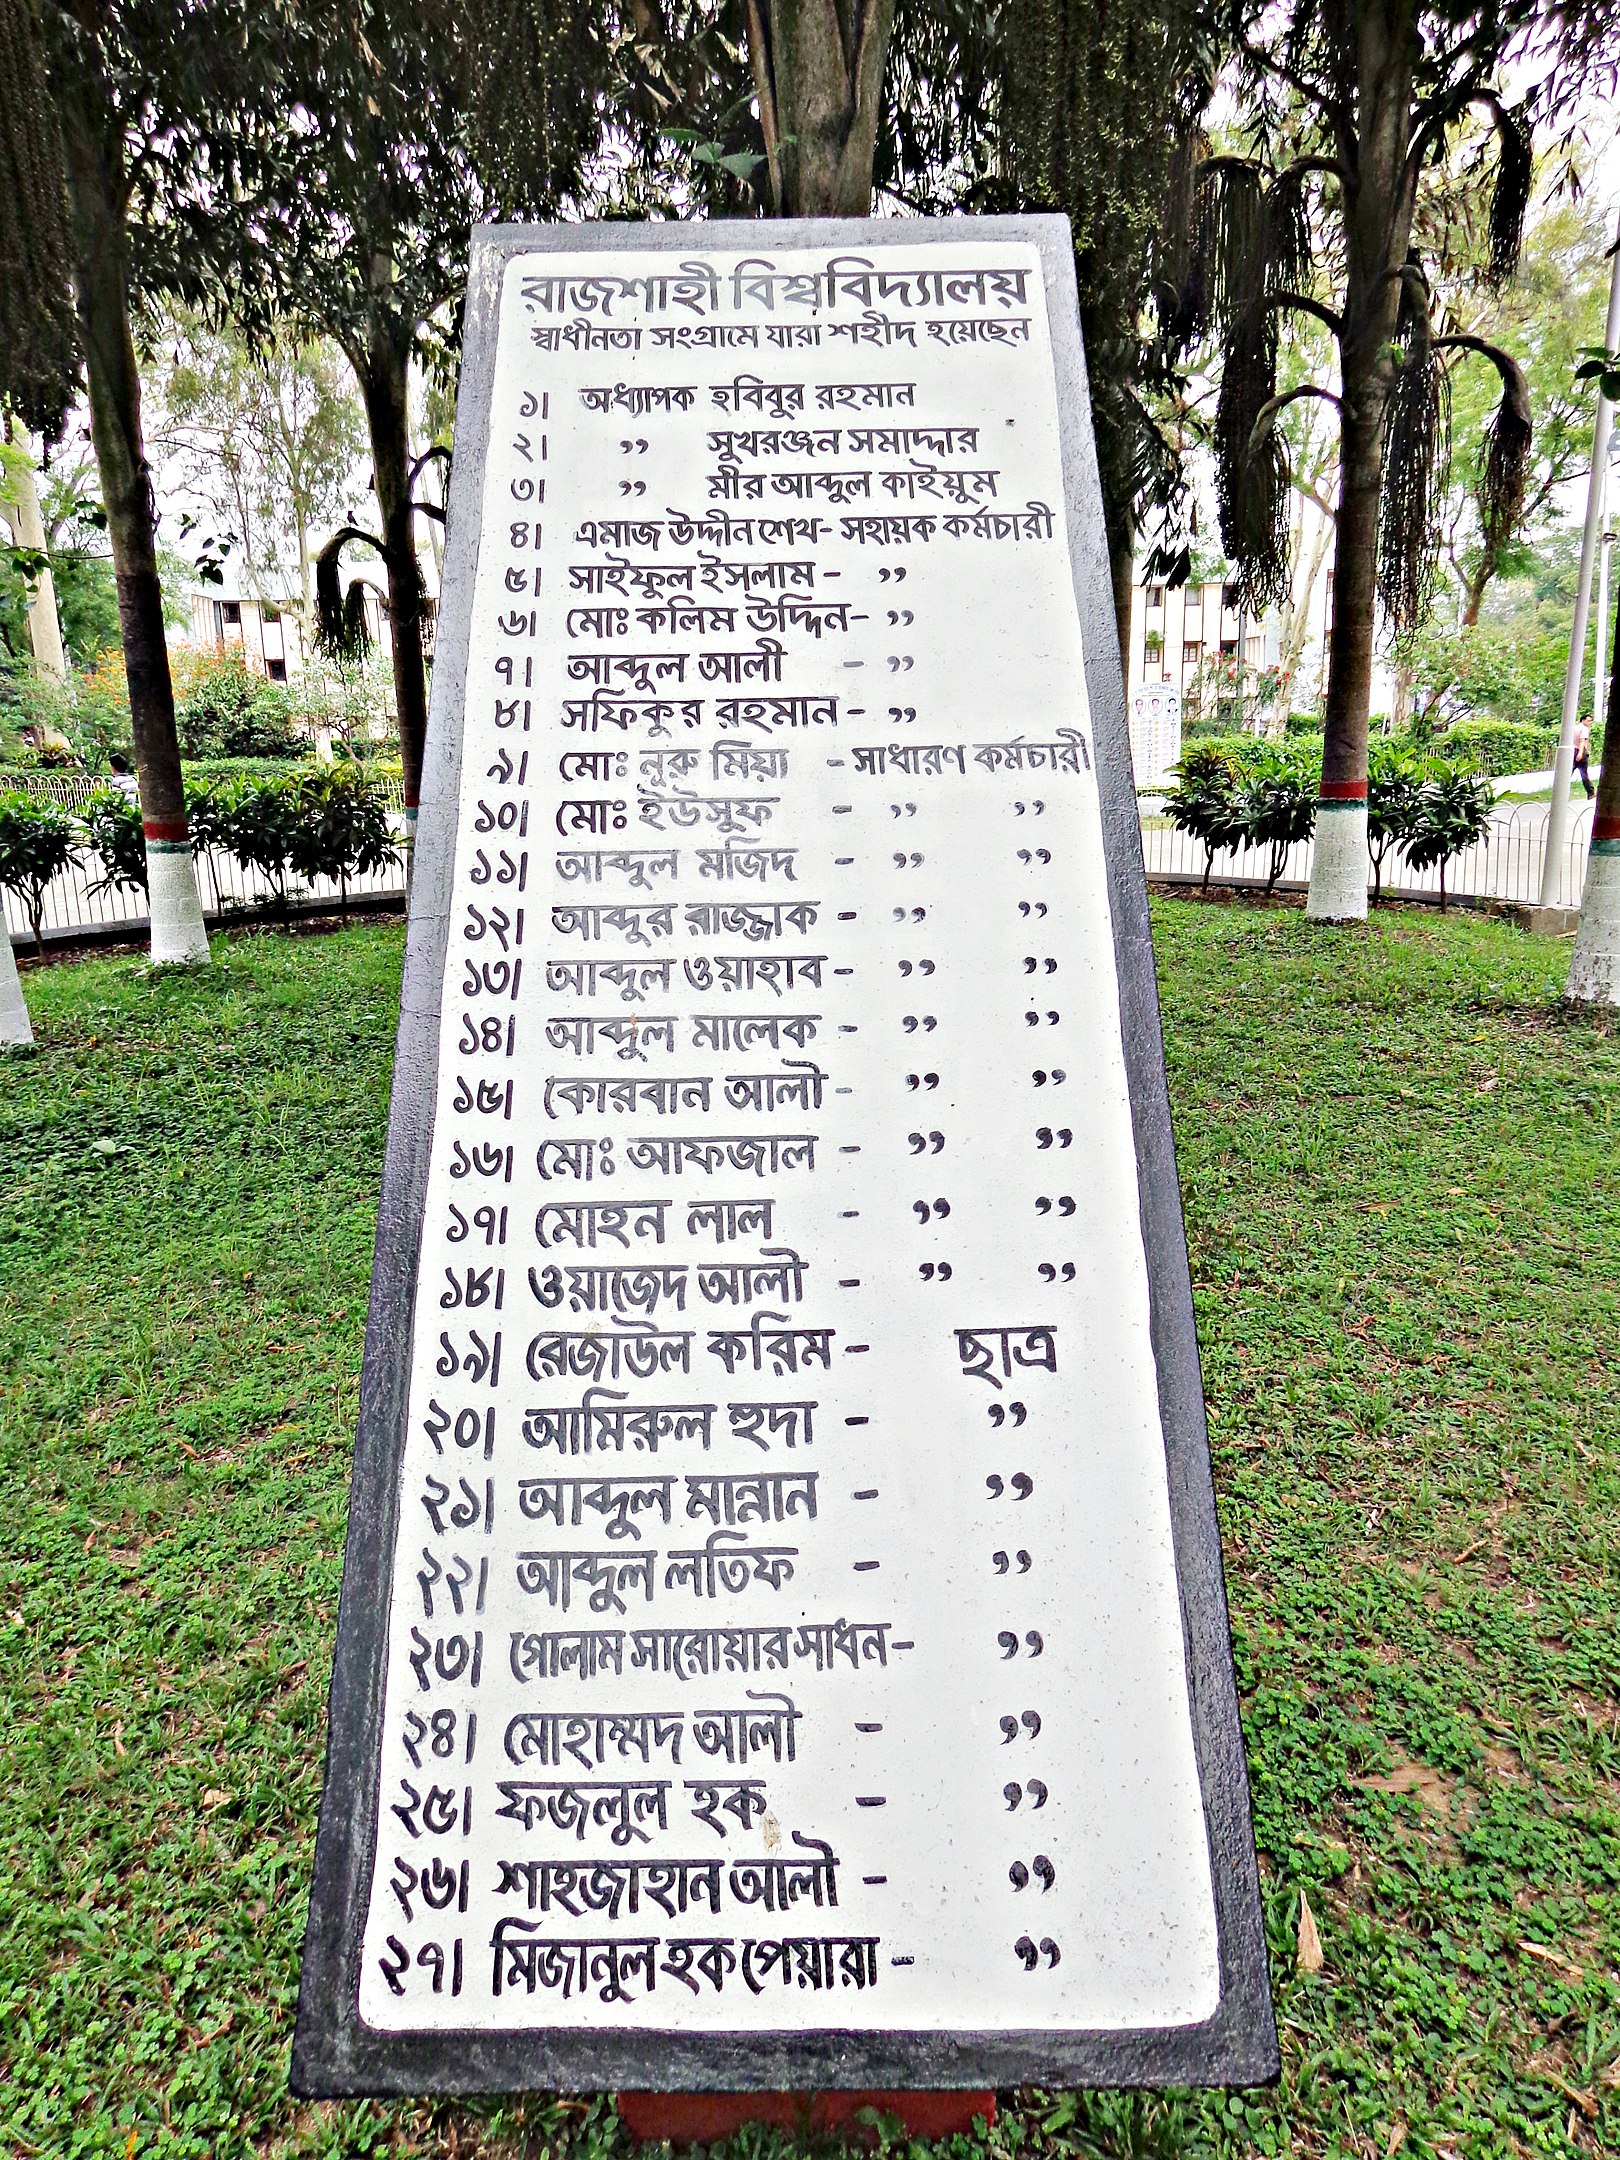 রাজশাহী বিশ্ববিদ্যালয়
স্বাধীনতা সংগ্রামে যারা শহীদ হয়েছেন
১। অধ্যাপক হবিবুর রহমান
২। " সুখরঞ্জন সমাদ্দার
৩। " মীর আব্দুল কাইয়ুম
৪। এমাজ উদ্দীন শেখ - সহায়ক কর্মচারী
৫। সাইফুল ইসলাম - "
৬। মোঃ কলিম উদ্দিন - "
৭। আব্দুল আলী - "
৮। সফিকুর রহমান - "
৯। মোঃ নূরু মিয়া - সাধারণ কর্মচারী
১০। মোঃ ইউসুফ - " "
১১। আব্দুল মজিদ - " "
১২। আব্দুর রাজ্জাক - " "
১৩। আব্দুল ওয়াহাব - " "
১৪। আব্দুল মালেক - " "
১৫। কোরবান আলী - " "
১৬। মোঃ আফজাল - " "
১৭। মোহন লাল - " "
১৮। ওয়াজেদ আলী - " "
১৯। রেজাউল করিম - ছাত্র
২০। আমিরুল হুদা - "
২১। আব্দুল মান্নান - "
২২। আব্দুল লতিফ - "
২৩। গোলাম সারোয়ার সাধন - "
২৪। মোহাম্মদ আলী - "
২৫। ফজলুল হক - "
২৬। শাহজাহান আলী - "
২৭। মিজানুল হক পেয়ারা - "